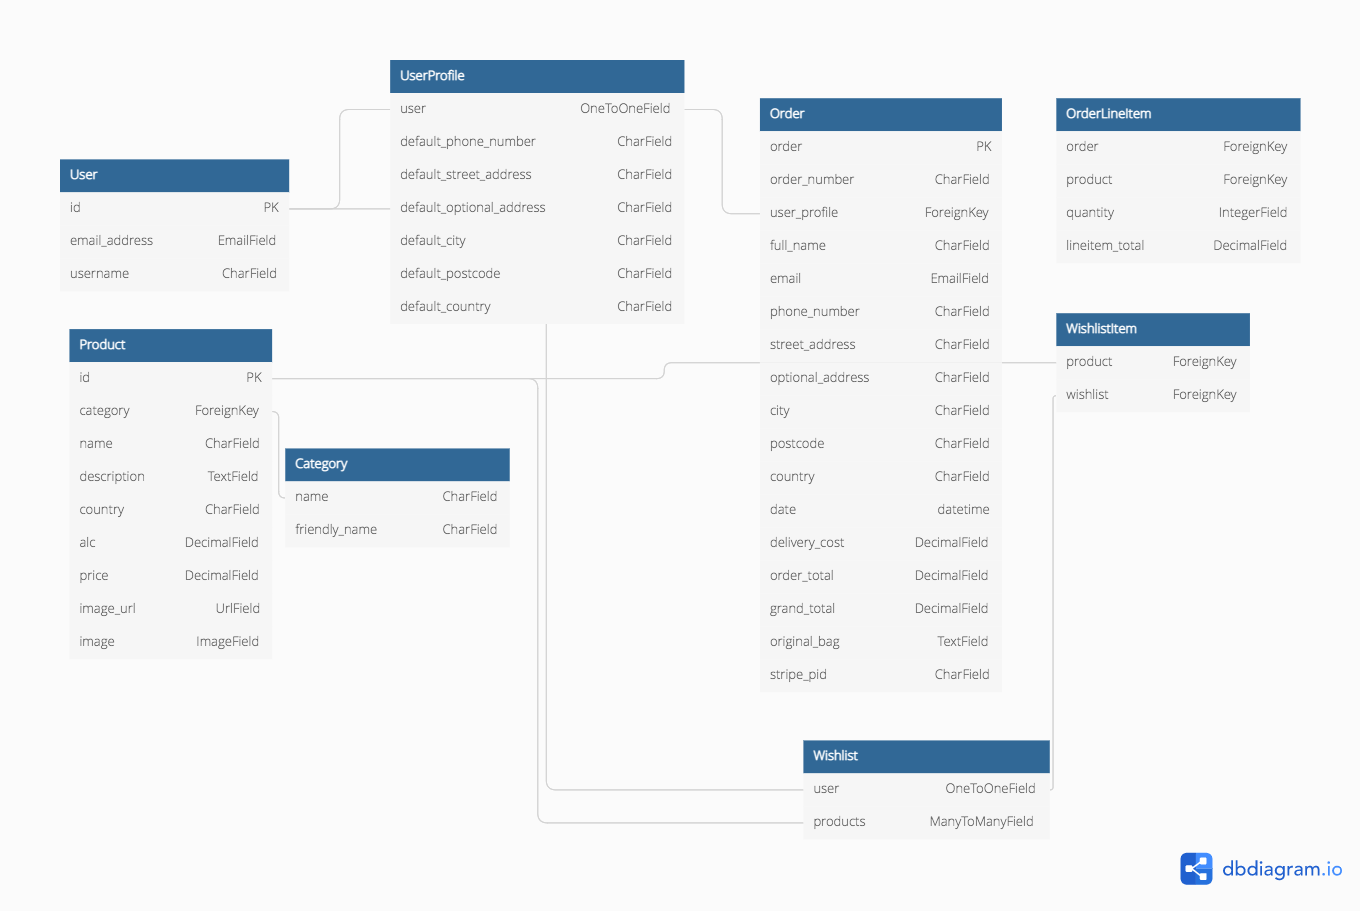 UserProfile
user OneToOneField
default_phone_number CharField
default_street_address CharField
default_optional_address CharField
default_city CharField
default_postcode CharField
default_country CharField
Order
order PK
order_number CharField
user_profile ForeignKey
full_name CharField
email EmailField
phone_number CharField
street_address CharField
optional_address CharField
city CharField
postcode CharField
country CharField
date datetime
delivery_cost DecimalField
order_total DecimalField
grand_total DecimalField
original_bag TextField
stripe_pid CharField
OrderLineItem
order ForeignKey
product ForeignKey
quantity IntegerField
lineitem_total DecimalField
User
id PK
email_address EmailField
username CharField
Product
id PK
category ForeignKey
name CharField
description TextField
country CharField
alc DecimalField
price DecimalField
image_url UrlField
image ImageField
Category
name CharField
friendly_name CharField
WishlistItem
product ForeignKey
wishlist ForeignKey
Wishlist
user OneToOneField
products ManyToManyField
dbdiagram.io